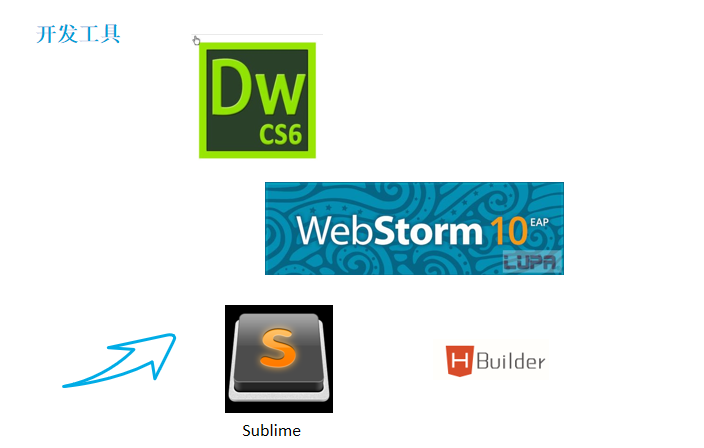 开发工具
Dw
CS6
WebStorm 10 EAP
LUPA
S
H Builder
Sublime